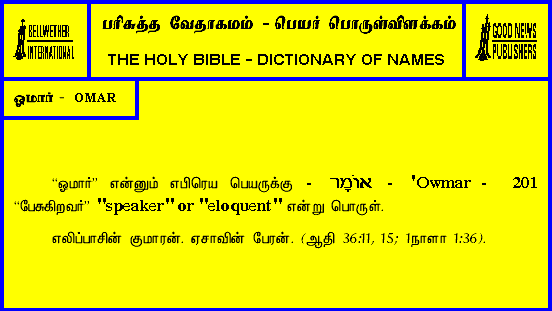 BELLWETHER
INTERNATIONAL
பரிசுத்த வேதாகமம் - பெயர் பொருள்விளக்கம்
THE HOLY BIBLE - DICTIONARY OF NAMES
GOOD NEWS
PUBLISHERS
ஓமார் - OMAR
“ஓமார்” என்னும் எபிரெய பெயருக்கு - אוֹמָר - 'Owmar - 201
“பேசுகிறவர்” "speaker" or "eloquent" என்று பொருள்.
எலிப்பாசின் குமாரன். ஏசாவின் பேரன். (ஆதி 36:11, 15; 1நாளா 1:36).